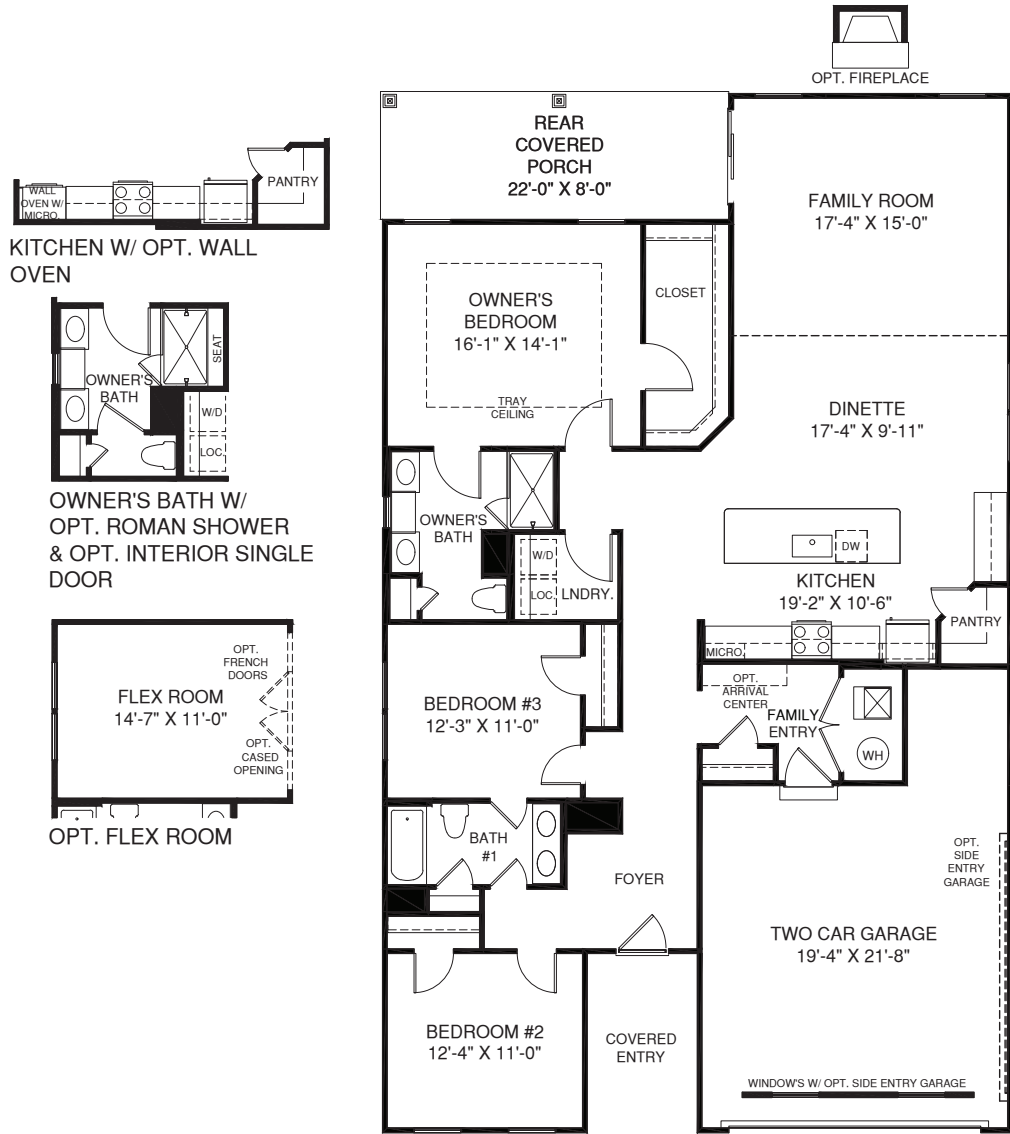 OPT. FIREPLACE
REAR
COVERED
PORCH
22'-0" X 8'-0"
FAMILY ROOM
17'-4" X 15'-0"
WALL
OVEN W/
MICRO.
PANTRY
KITCHEN W/ OPT. WALL
OVEN
OWNER'S
BEDROOM
16'-1" X 14'-1"
TRAY
CEILING
CLOSET
SEAT
OWNER'S
BATH
W/D
LOC.
OWNER'S BATH W/
OPT. ROMAN SHOWER
& OPT. INTERIOR SINGLE
DOOR
DINETTE
17'-4" X 9'-11"
OWNER'S
BATH
W/D
LOC.
LNDRY.
DW
KITCHEN
19'-2" X 10'-6"
PANTRY
MICRO.
OPT.
FRENCH
DOORS
FLEX ROOM
14'-7" X 11'-0"
OPT.
CASED
OPENING
OPT. FLEX ROOM
BEDROOM #3
12'-3" X 11'-0"
OPT.
ARRIVAL
CENTER
FAMILY
ENTRY
WH
BATH
#1
FOYER
OPT.
SIDE
ENTRY
GARAGE
TWO CAR GARAGE
19'-4" X 21'-8"
BEDROOM #2
12'-4" X 11'-0"
COVERED
ENTRY
WINDOW'S W/ OPT. SIDE ENTRY GARAGE